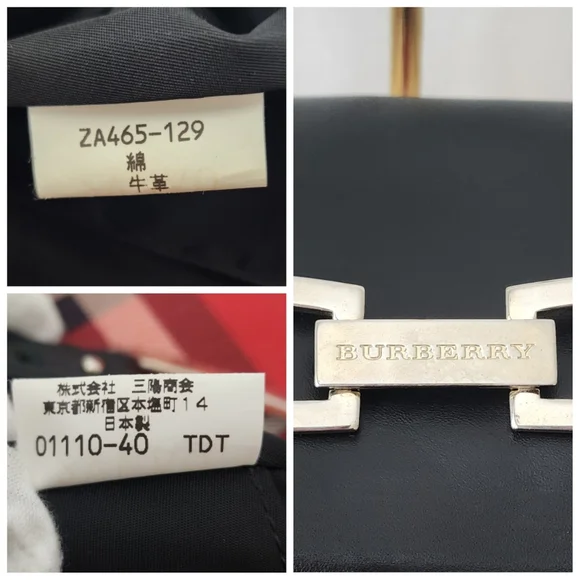 ZA465-129
綿
牛革
株式会社 三陽商会
東京都新宿区本塩町14
日本製
01110-40 TDT
BURBERRY